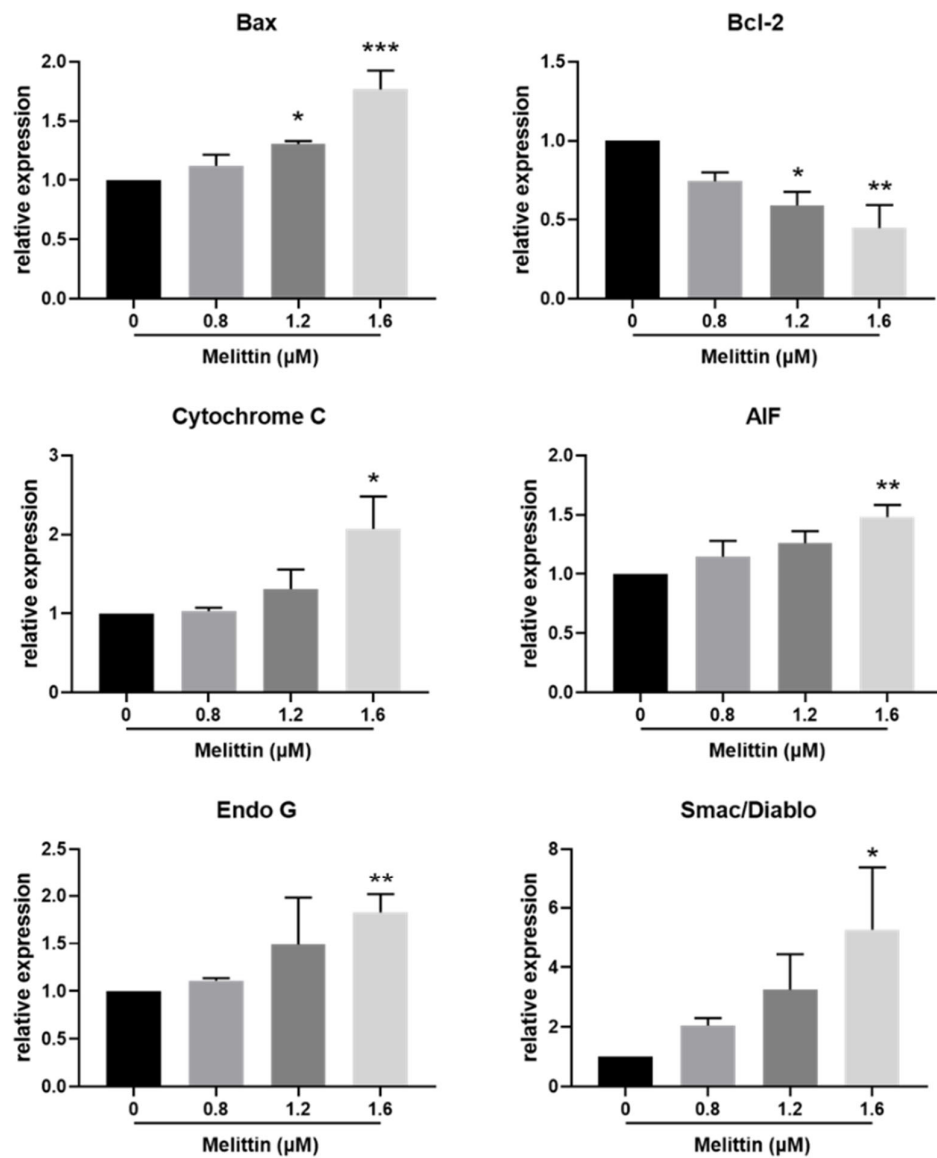 Bax
***
*
2.0
1.5
1.0
0.5
0.0
relative expression
0 0.8 1.2 1.6
Melittin (µM)
Bcl-2
*
**
1.5
1.0
0.5
0.0
relative expression
0 0.8 1.2 1.6
Melittin (µM)
Cytochrome C
*
3
2
1
0
relative expression
0 0.8 1.2 1.6
Melittin (µM)
AIF
**
2.0
1.5
1.0
0.5
0.0
relative expression
0 0.8 1.2 1.6
Melittin (µM)
Endo G
**
2.5
2.0
1.5
1.0
0.5
0.0
relative expression
0 0.8 1.2 1.6
Melittin (µM)
Smac/Diablo
*
8
6
4
2
0
relative expression
0 0.8 1.2 1.6
Melittin (µM)